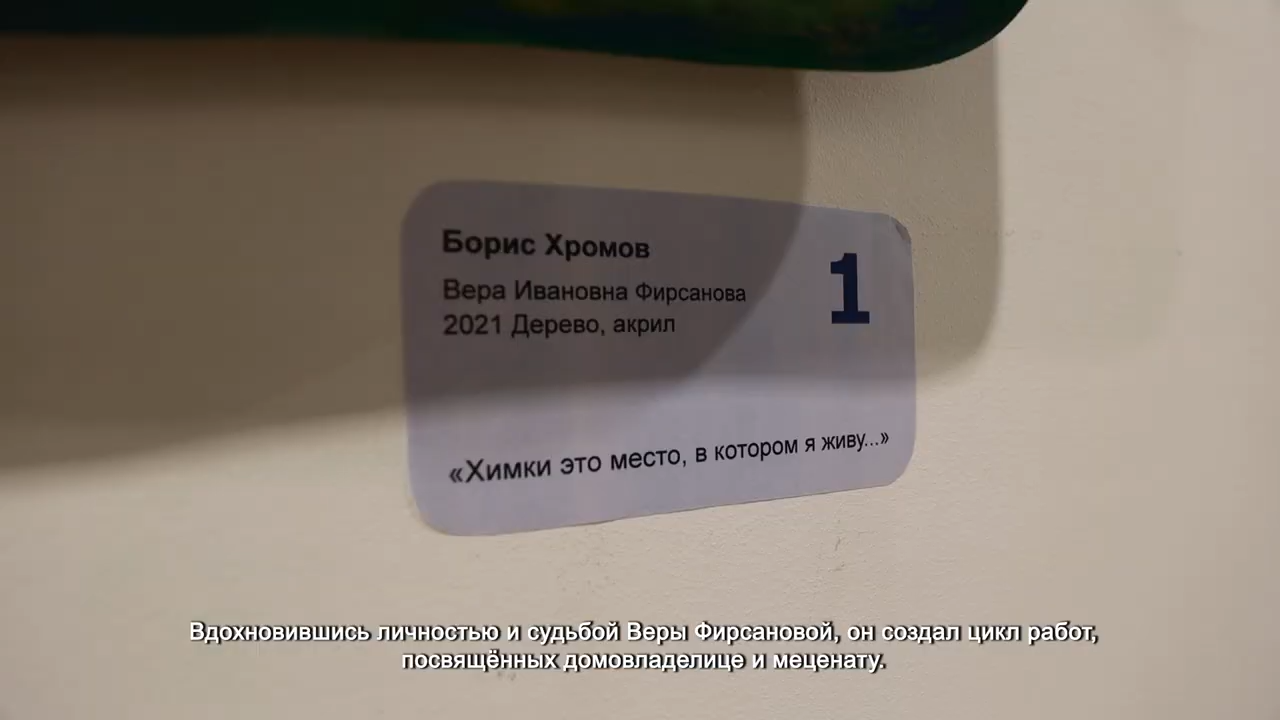 Борис Хромов
Вера Ивановна Фирсанова
2021 Дерево, акрил
1
«Химки это место, в котором я живу...»
Вдохновившись личностью и судьбой Веры Фирсановой, он создал цикл работ,
посвящённых домовладелице и меценату.